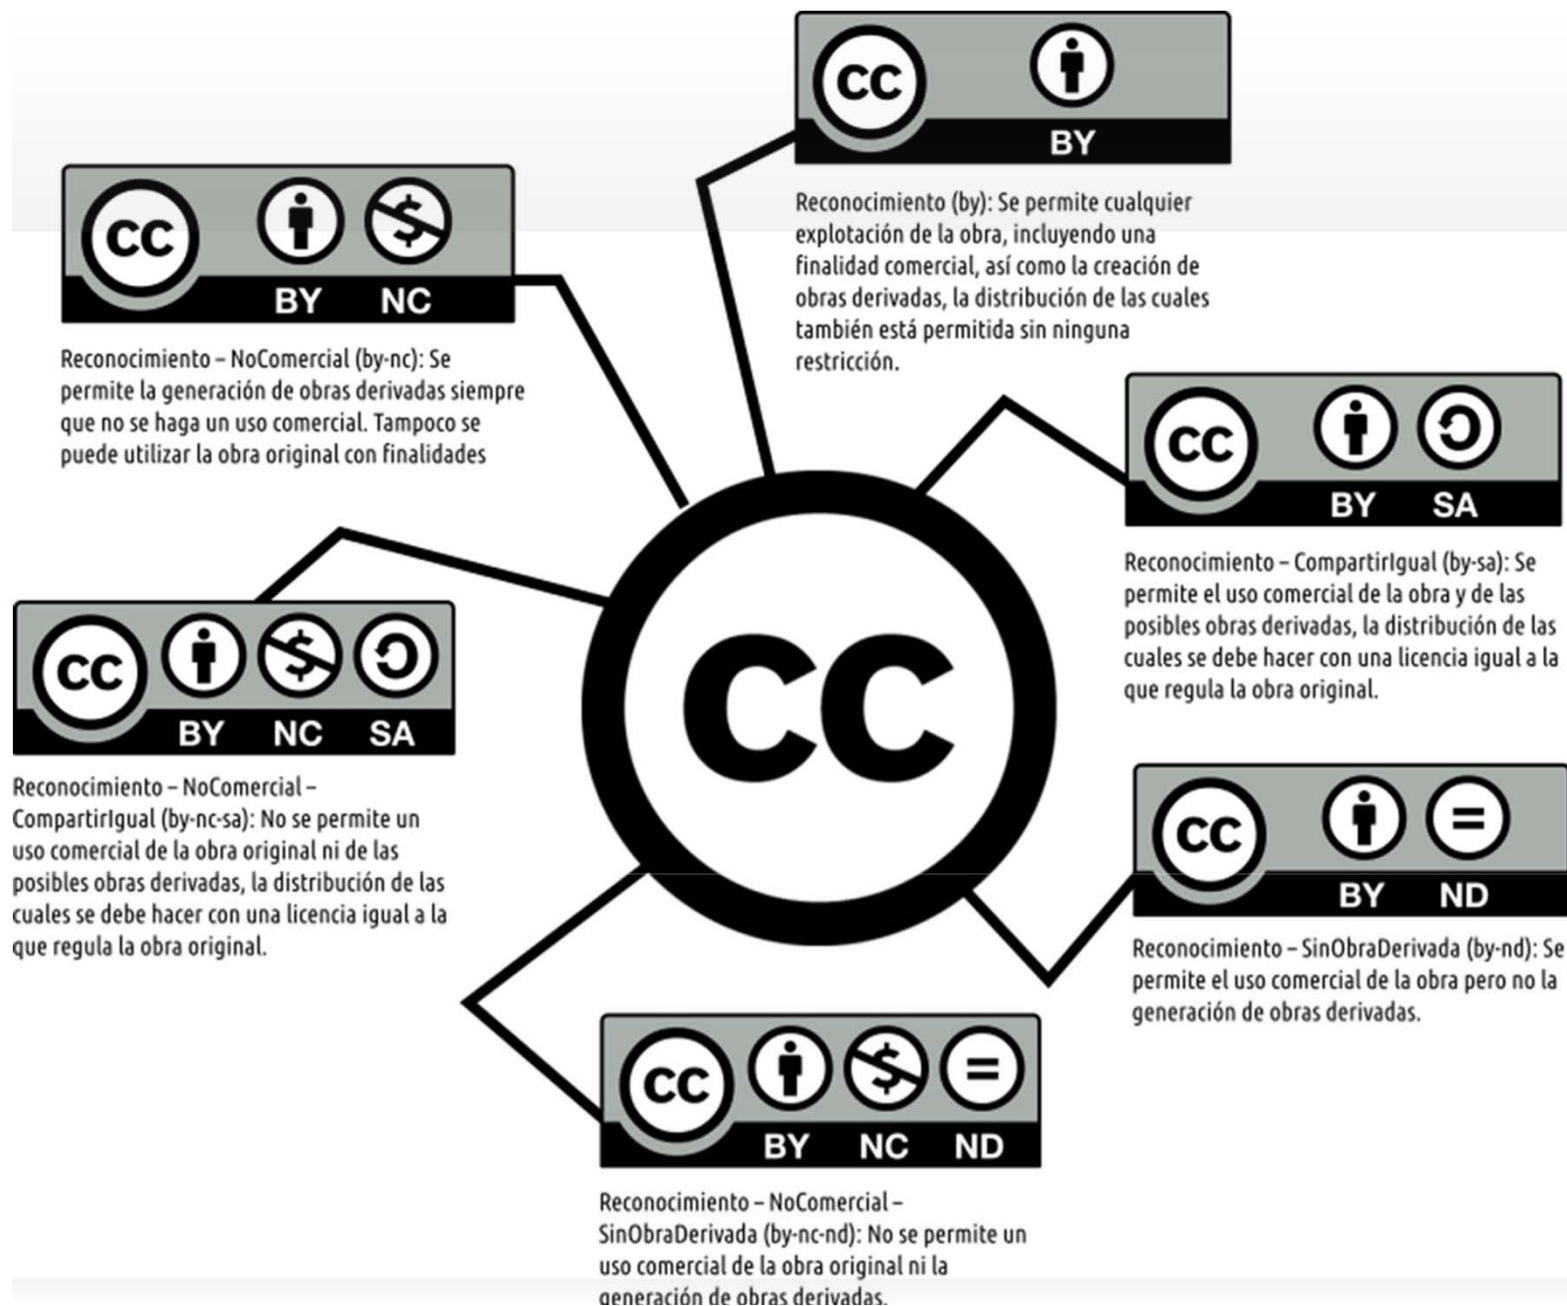 CC
BY
Reconocimiento (by): Se permite cualquier
explotación de la obra, incluyendo una
finalidad comercial, así como la creación de
obras derivadas, la distribución de las cuales
también está permitida sin ninguna
restricción.
CC
BY NC
Reconocimiento – NoComercial (by-nc): Se
permite la generación de obras derivadas siempre
que no se haga un uso comercial. Tampoco se
puede utilizar la obra original con finalidades
CC
BY SA
Reconocimiento – CompartirIgual (by-sa): Se
permite el uso comercial de la obra y de las
posibles obras derivadas, la distribución de las
cuales se debe hacer con una licencia igual a la
que regula la obra original.
CC
CC
BY NC SA
Reconocimiento – NoComercial –
CompartirIgual (by-nc-sa): No se permite un
uso comercial de la obra original ni de las
posibles obras derivadas, la distribución de las
cuales se debe hacer con una licencia igual a la
que regula la obra original.
CC
BY ND
Reconocimiento – SinObraDerivada (by-nd): Se
permite el uso comercial de la obra pero no la
generación de obras derivadas.
CC
BY NC ND
Reconocimiento – NoComercial –
SinObraDerivada (by-nc-nd): No se permite un
uso comercial de la obra original ni la
generación de obras derivadas.